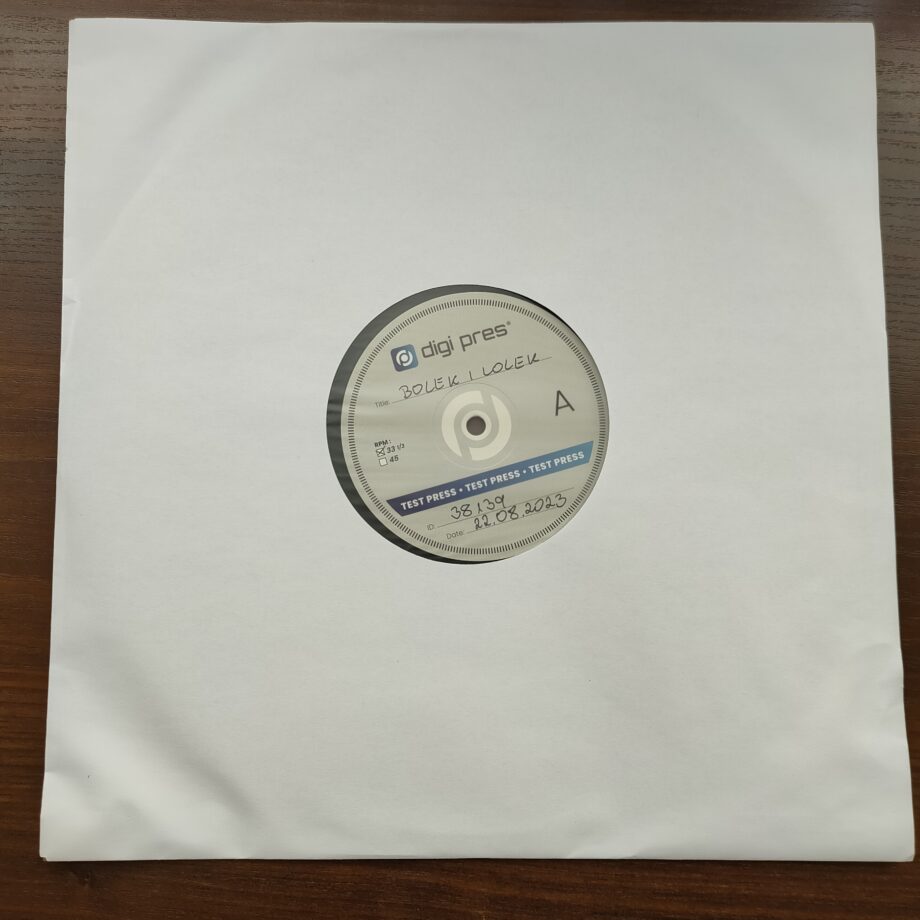 digi pres®
Title: BOLEK I LOLEK
A
RPM:
33 1/3
45
TEST PRESS • TEST PRESS • TEST PRESS
ID: 38139
Date: 22.08.2023